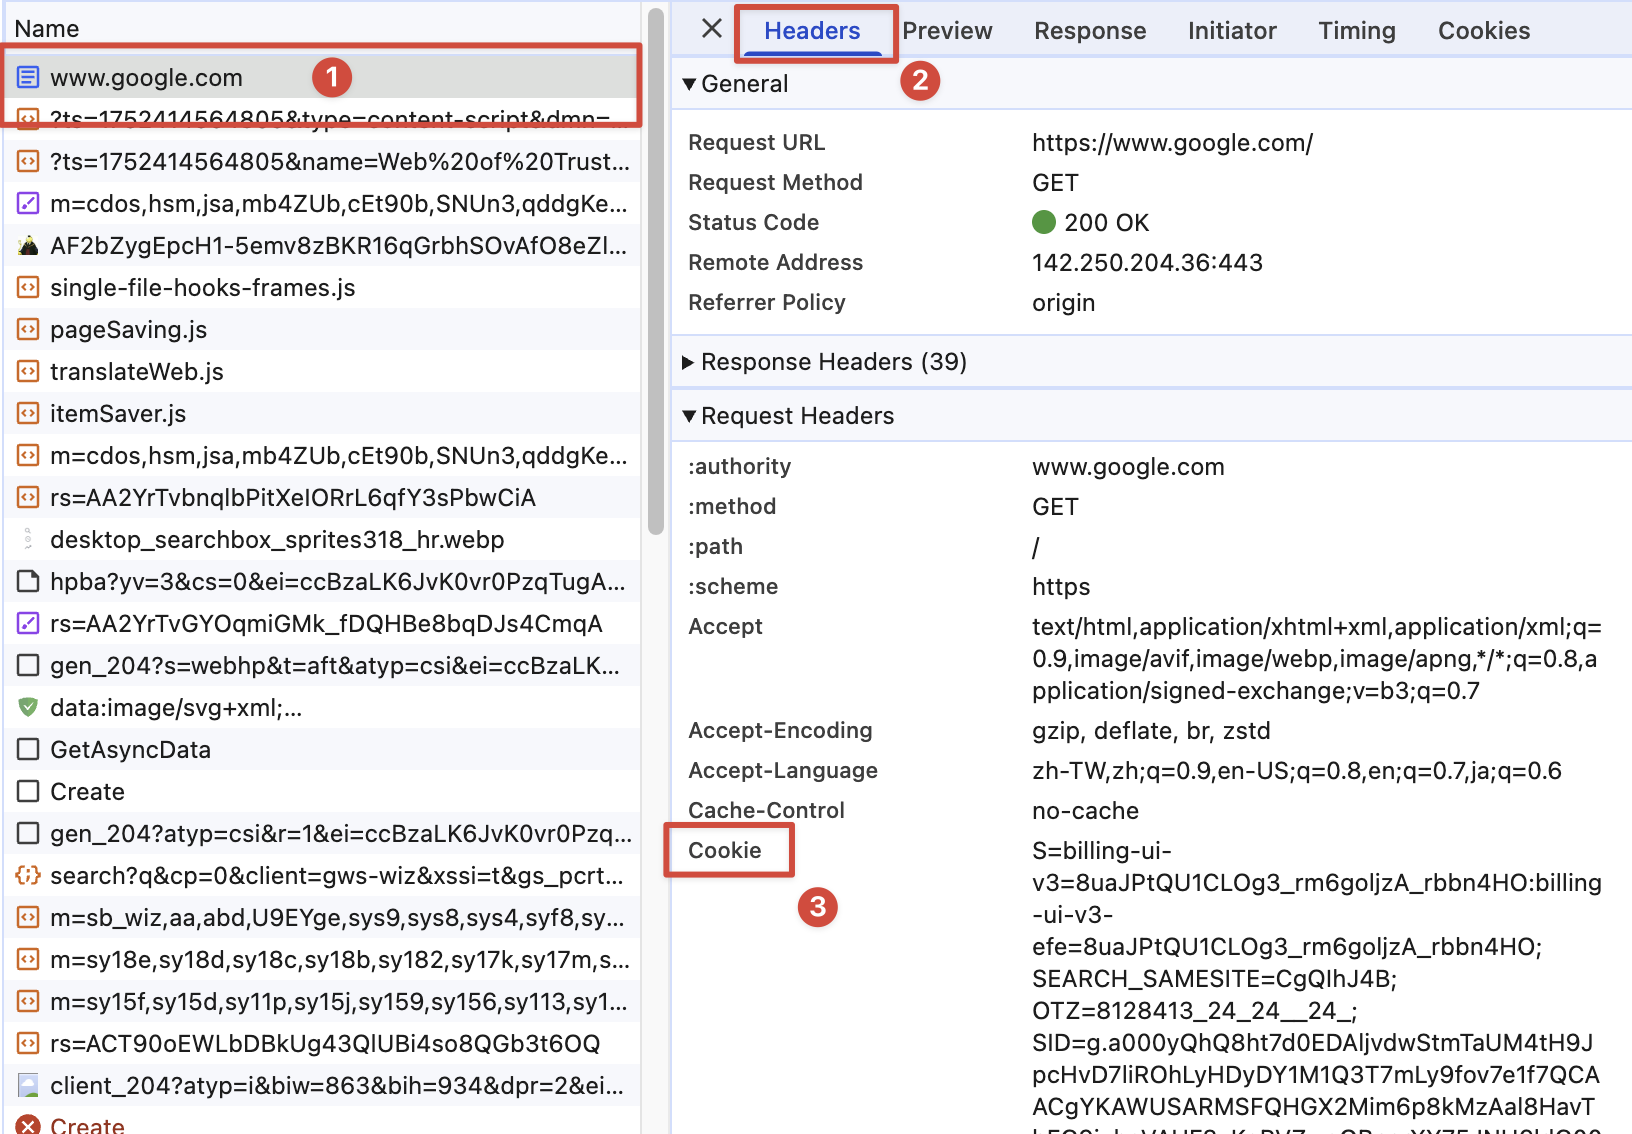 Name
www.google.com
1
?ts=1752414564805&type=content-script&dmn=...
?ts=1752414564805&name=Web%20of%20Trust...
m=cdos,hsm,jsa,mb4ZUb,cEt90b,SNUn3,qddgKe...
AF2bZygEpcH1-5emv8zBKR16qGrbhSOvAfO8eZl...
single-file-hooks-frames.js
pageSaving.js
translateWeb.js
itemSaver.js
m=cdos,hsm,jsa,mb4ZUb,cEt90b,SNUn3,qddgKe...
rs=AA2YrTvbnqlbPitXeIORrL6qfY3sPbwCiA
desktop_searchbox_sprites318_hr.webp
hpba?yv=3&cs=0&ei=ccBzaLK6JvK0vr0PzqTugA...
rs=AA2YrTvGYOqmiGMk_fDQHBe8bqDJs4CmqA
gen_204?s=webhp&t=aft&atyp=csi&ei=ccBzaLK...
data:image/svg+xml;...
GetAsyncData
Create
gen_204?atyp=csi&r=1&ei=ccBzaLK6JvK0vr0Pzq...
search?q&cp=0&client=gws-wiz&xssi=t&gs_pcrt...
m=sb_wiz,aa,abd,U9EYge,sys9,sys8,sys4,syf8,sy...
m=sy18e,sy18d,sy18c,sy18b,sy182,sy17k,sy17m,s...
m=sy15f,sy15d,sy11p,sy15j,sy159,sy156,sy113,sy1...
rs=ACT90oEWLbDBkUg43QlUBi4so8QGb3t6OQ
client_204?atyp=i&biw=863&bih=934&dpr=2&ei...
Create
Headers Preview Response Initiator Timing Cookies
2
General
Request URL https://www.google.com/
Request Method GET
Status Code 200 OK
Remote Address 142.250.204.36:443
Referrer Policy origin
Response Headers (39)
Request Headers
:authority www.google.com
:method GET
:path /
:scheme https
Accept text/html,application/xhtml+xml,application/xml;q=
0.9,image/avif,image/webp,image/apng,*/*;q=0.8,a
pplication/signed-exchange;v=b3;q=0.7
Accept-Encoding gzip, deflate, br, zstd
Accept-Language zh-TW,zh;q=0.9,en-US;q=0.8,en;q=0.7,ja;q=0.6
Cache-Control no-cache
Cookie S=billing-ui-
v3=8uaJPtQU1CLOg3_rm6goljzA_rbbn4HO:billing
3
-ui-v3-
efe=8uaJPtQU1CLOg3_rm6goljzA_rbbn4HO;
SEARCH_SAMESITE=CgQIhJ4B;
OTZ=8128413_24_24__24_;
SID=g.a000yQhQ8ht7d0EDAljvdwStmTaUM4tH9J
pcHvD7liROhLyHDyDY1M1Q3T7mLy9fov7e1f7QCA
ACgYKAWUSARMSFQHGX2Mim6p8kMzAal8HavT